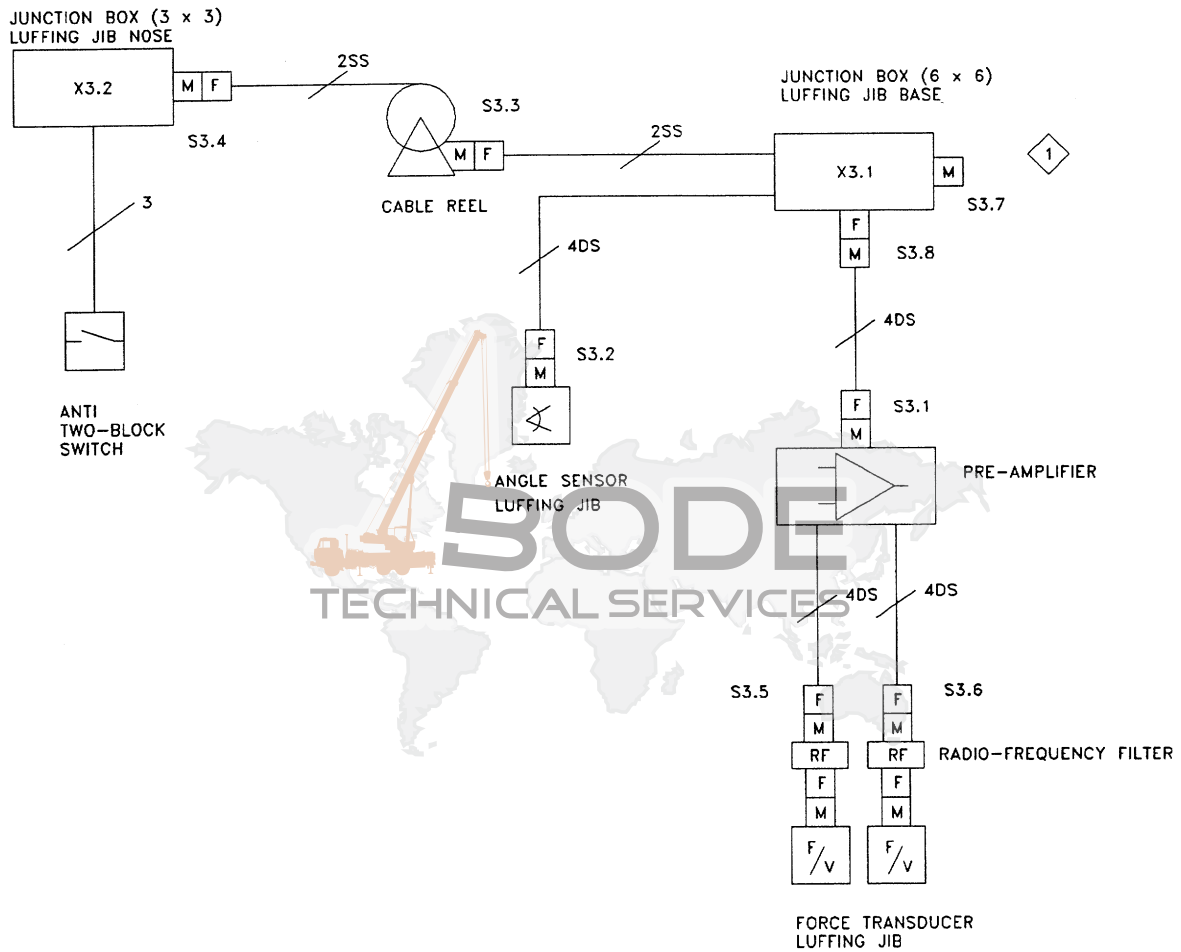 JUNCTION BOX (3 x 3)
LUFFING JIB NOSE
X3.2
M F
S3.4
2SS
S3.3
M F
CABLE REEL
2SS
JUNCTION BOX (6 x 6)
LUFFING JIB BASE
X3.1
M
S3.7
1
F
M
S3.8
3
4DS
4DS
F
M
S3.2
F
M
S3.1
ANTI
TWO-BLOCK
SWITCH
ANGLE SENSOR
LUFFING JIB
PRE-AMPLIFIER
BODE
TECHNICAL SERVICES
4DS
4DS
S3.5
F
M
F
M
S3.6
RF
RF
RADIO-FREQUENCY FILTER
F
M
F
M
F/V
F/V
FORCE TRANSDUCER
LUFFING JIB